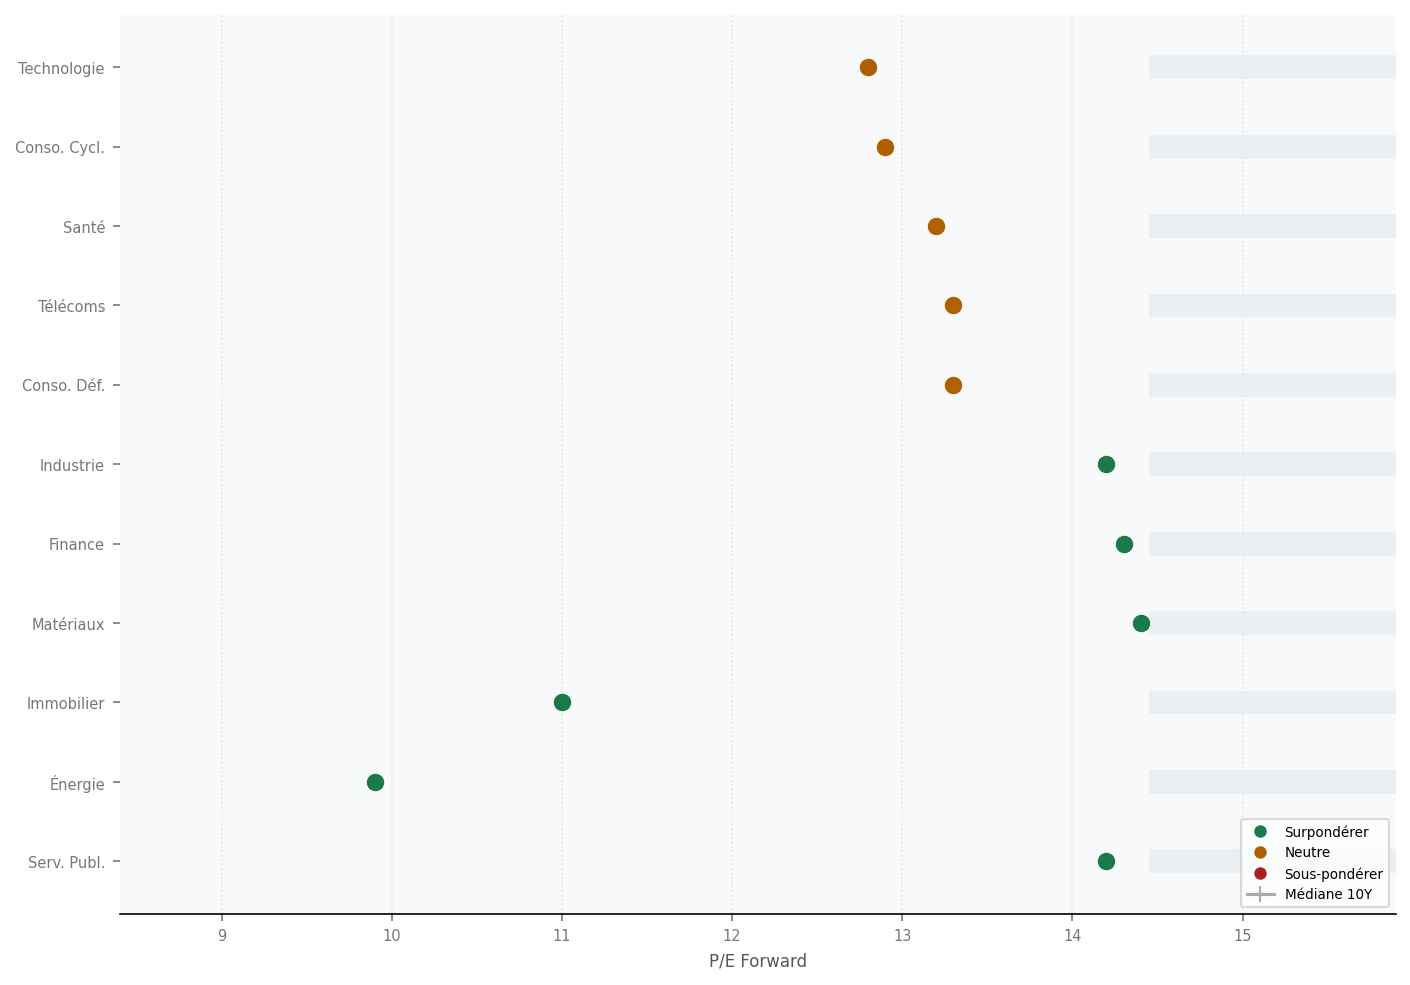 Technologie
Conso. Cycl.
Santé
Télécoms
Conso. Déf.
Industrie
Finance
Matériaux
Immobilier
Énergie
Serv. Publ.
Surpondérer
Neutre
Sous-pondérer
Médiane 10Y
9 10 11 12 13 14 15
P/E Forward